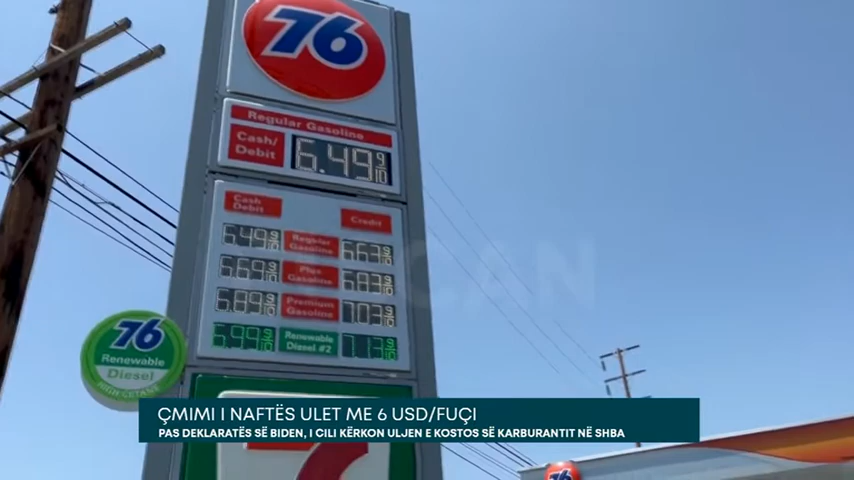 76
Regular Gasoline
Cash/
Debit
6.49 9/10
Cash
Debit
Credit
6.49 9/10
Regular
Gasoline
6.63 9/10
6.69 9/10
Plus
Gasoline
6.83 9/10
6.89 9/10
Premium
Gasoline
7.03 9/10
6.99 9/10
Renewable
Diesel #2
7.13 9/10
76
Renewable
Diesel
HIGH CETANE
ÇMIMI I NAFTËS ULET ME 6 USD/FUÇI
PAS DEKLARATËS SË BIDEN, I CILI KËRKON ULJEN E KOSTOS SË KARBURANTIT NË SHBA
76